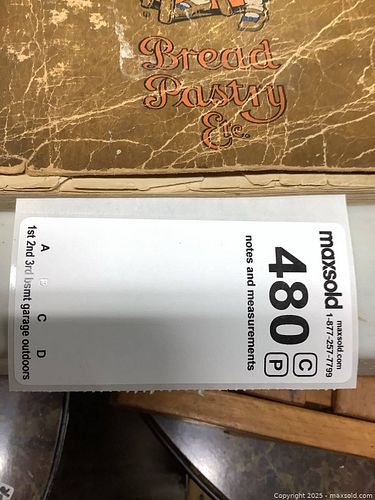 Bread
Pastry
Etc.
maxsold
maxsold.com
1-877-257-7799
480
C
P
notes and measurements
A
C
D
1st 2nd 3rd bsmt garage outdoors
Copyright © 2025 - maxsold.com